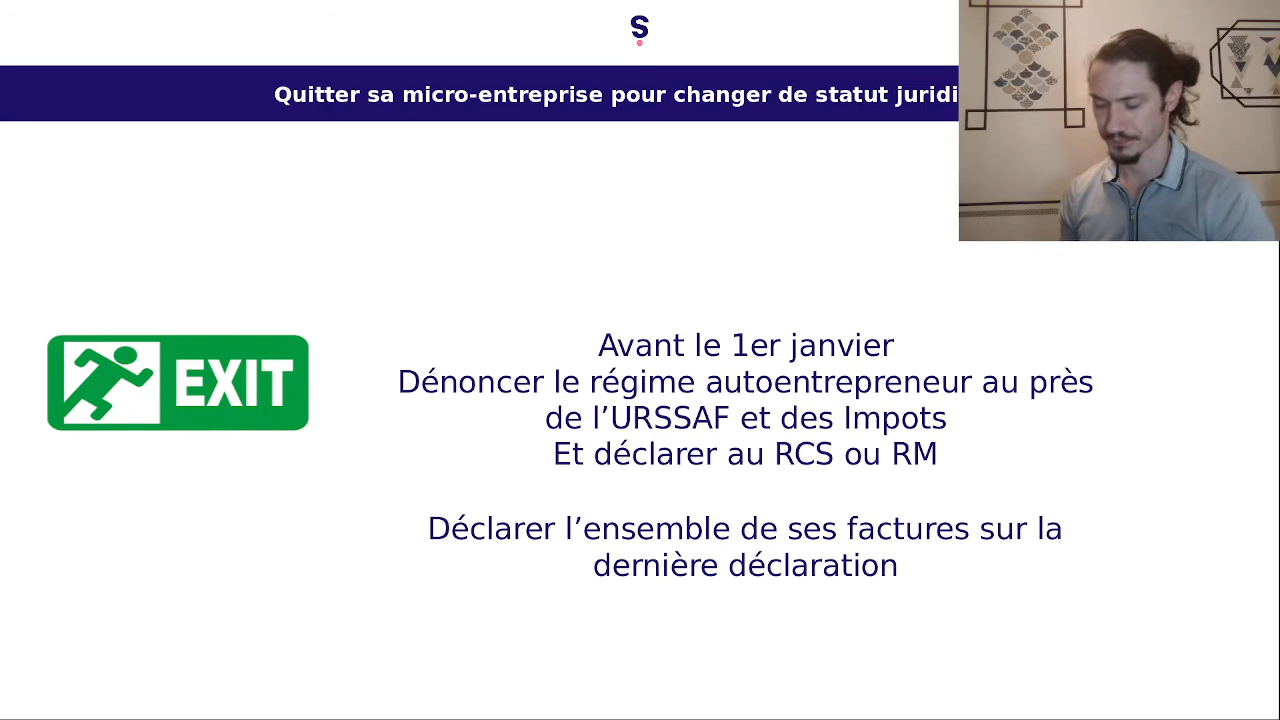 S
Quitter sa micro-entreprise pour changer de statut juridi
EXIT
Avant le 1er janvier
Dénoncer le régime autoentrepreneur au près
de l’URSSAF et des Impots
Et déclarer au RCS ou RM
Déclarer l’ensemble de ses factures sur la
dernière déclaration